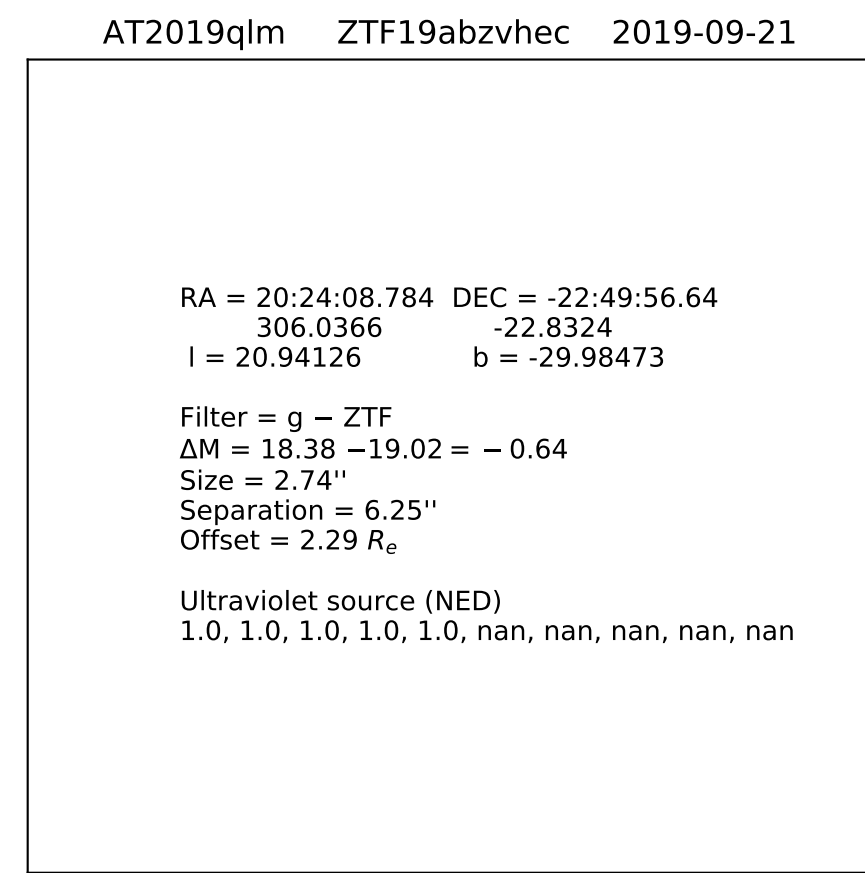 AT2019qlm ZTF19abzvhec 2019-09-21
RA = 20:24:08.784 DEC = -22:49:56.64
306.0366 -22.8324
l = 20.94126 b = -29.98473
Filter = g − ZTF
ΔM = 18.38 −19.02 = − 0.64
Size = 2.74''
Separation = 6.25''
Offset = 2.29 Rₑ
Ultraviolet source (NED)
1.0, 1.0, 1.0, 1.0, 1.0, nan, nan, nan, nan, nan